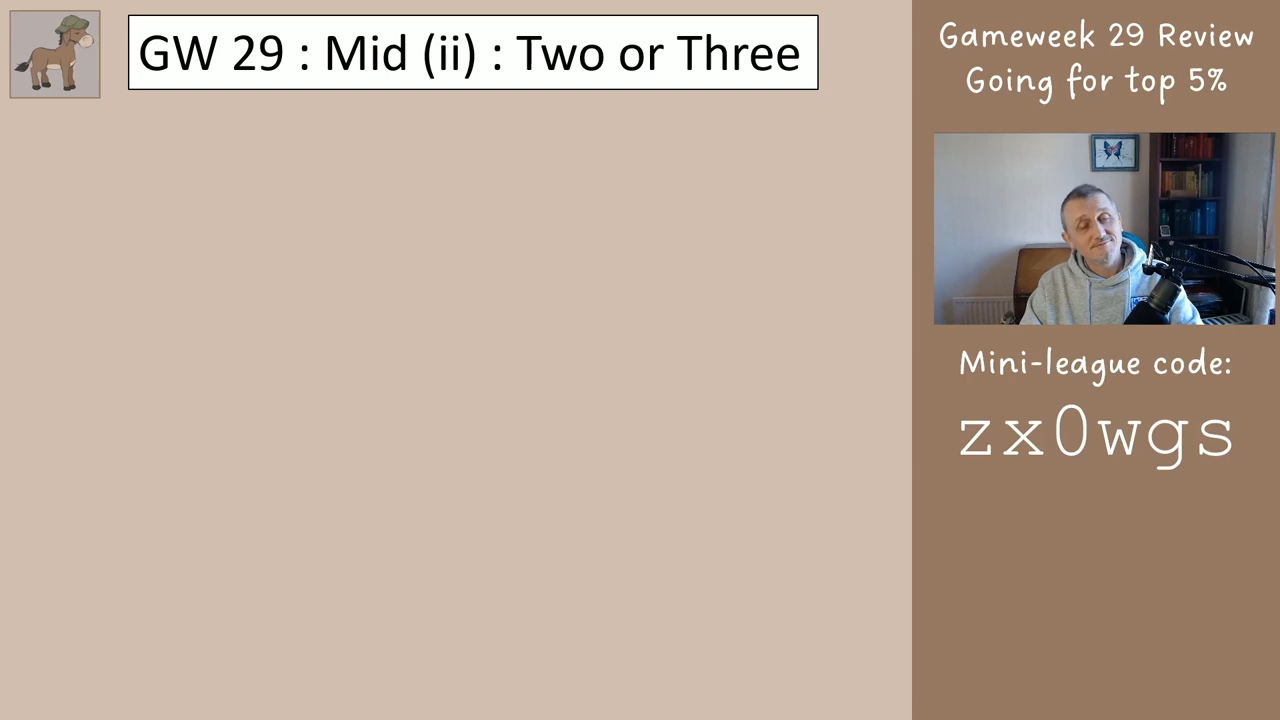 GW 29 : Mid (ii) : Two or Three
Gameweek 29 Review
Going for top 5%
Mini-league code:
zx0wgs